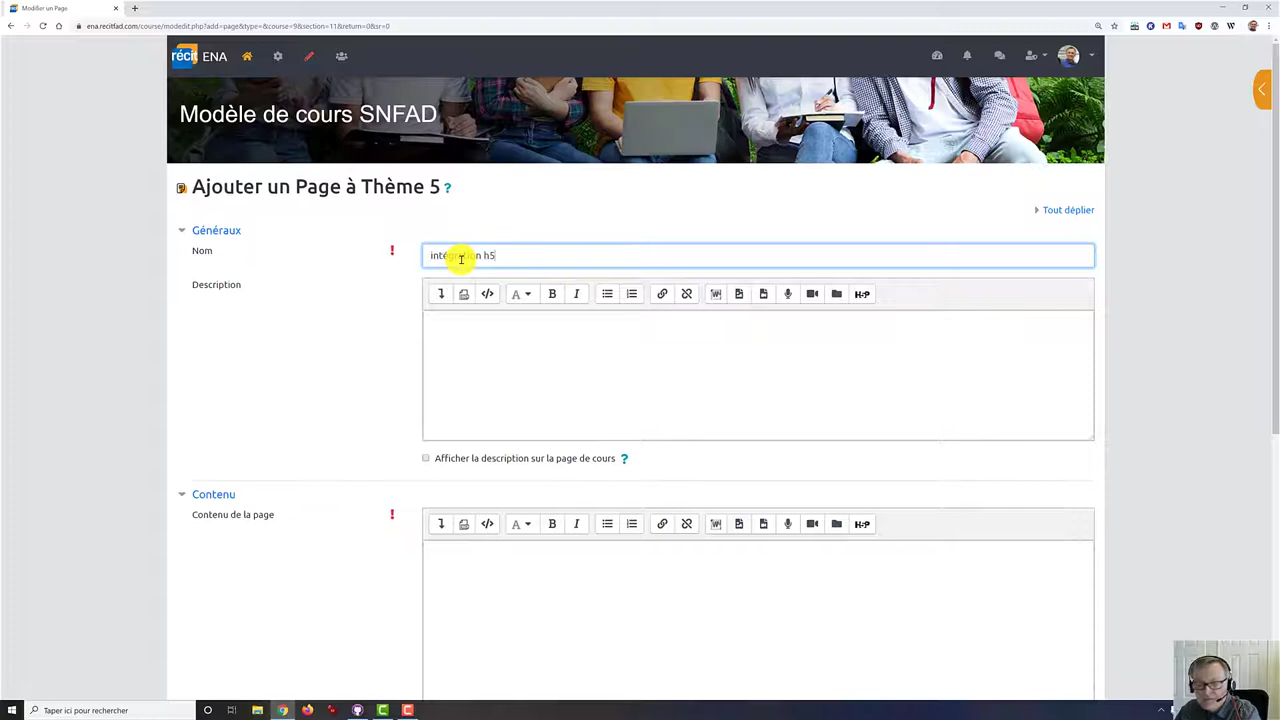 Modifier un Page
ena.recitfad.com/course/modedit.php?add=page&type=&course=9&section=11&return=0&sr=0
récit ENA
Modèle de cours SNFAD
Ajouter un Page à Thème 5 ?
Tout déplier
Généraux
Nom
intégration h5
Description
A B I H-P
Afficher la description sur la page de cours ?
Contenu
Contenu de la page
A B I H-P
Taper ici pour rechercher